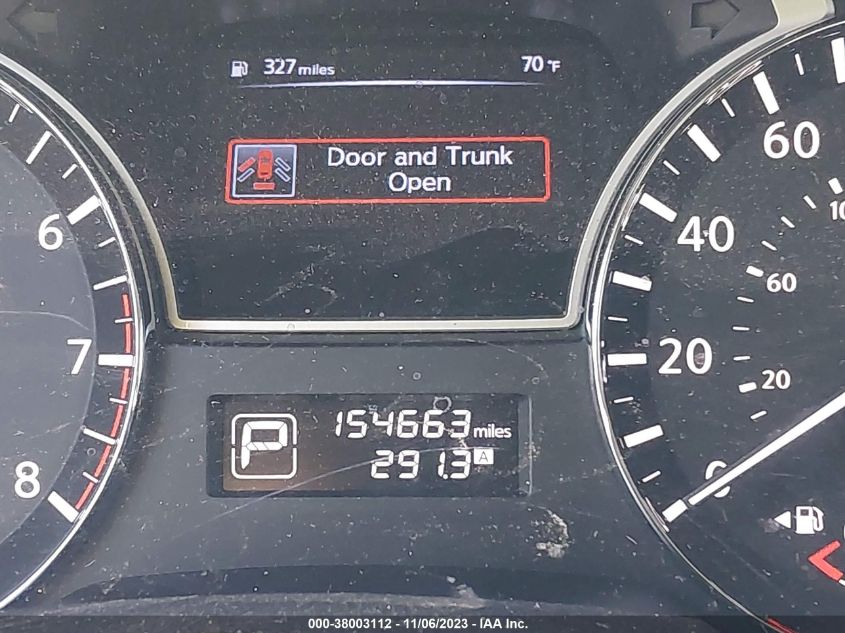 327 miles 70 °F
Door and Trunk
Open
6
7
8
60
40
20
0
60
20
P
154663 miles
291.3 A
000-38003112 - 11/06/2023 - IAA Inc.